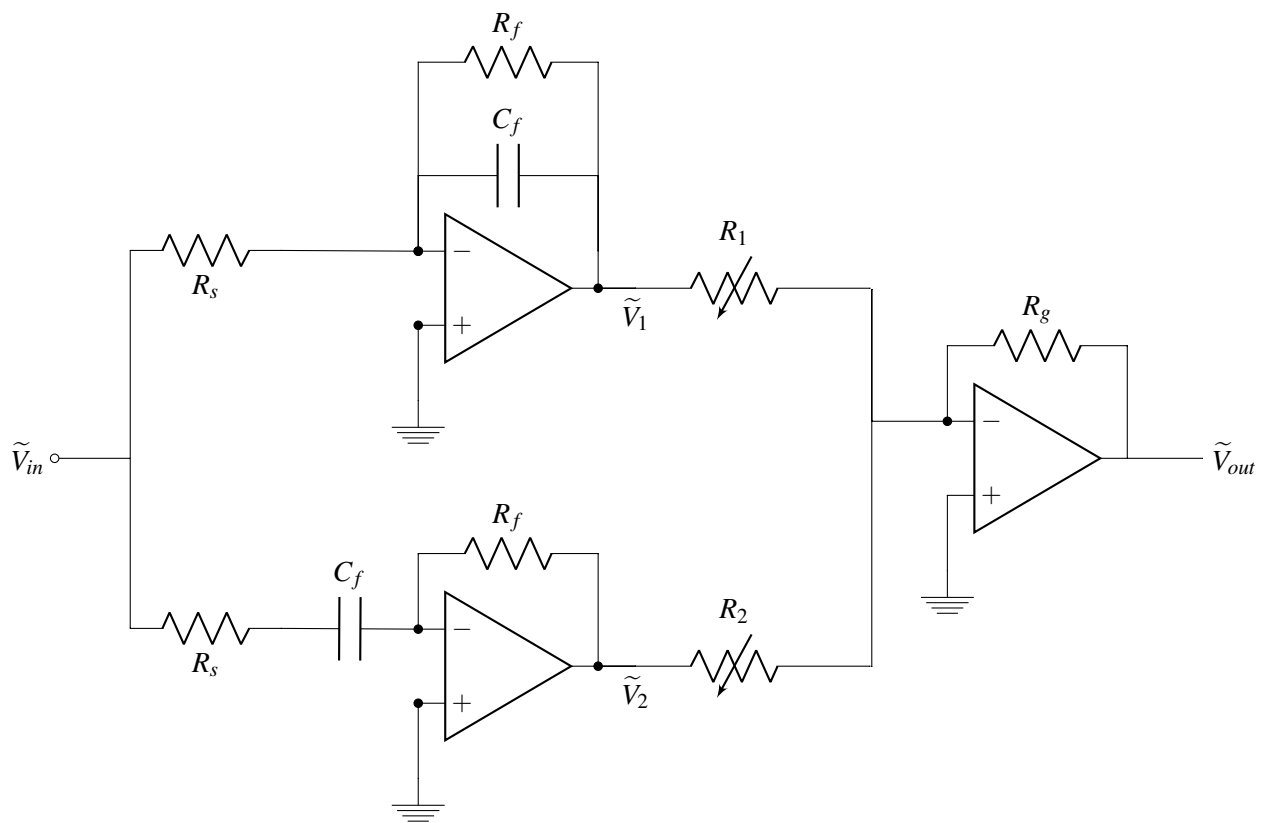 R_f
C_f
R_s
−
+
Ṽ_1
R_1
R_g
−
+
Ṽ_in
Ṽ_out
R_f
C_f
R_s
−
+
Ṽ_2
R_2